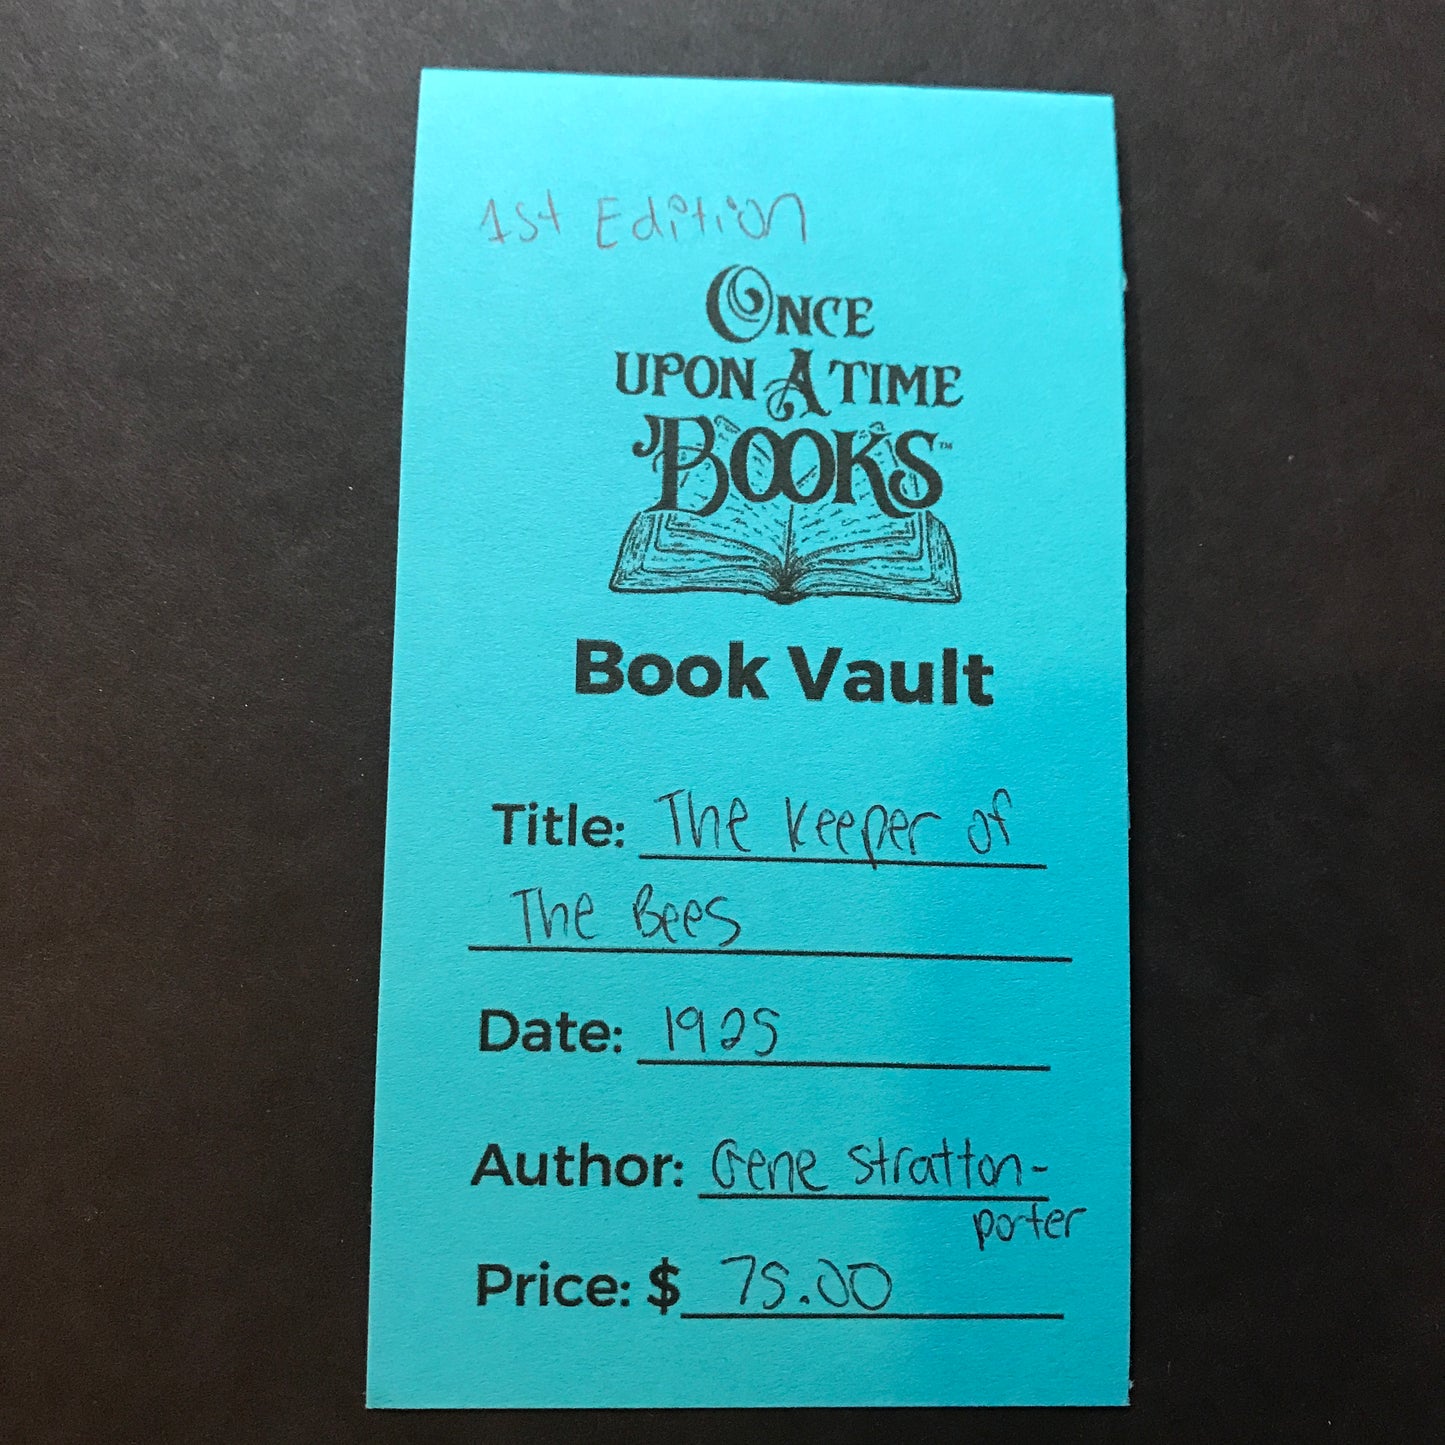 1st Edition
ONCE
UPON A TIME
BOOKS™
Book Vault
Title: The Keeper of
The Bees
Date: 1925
Author: Gene Stratton-
porter
Price: $ 75.00